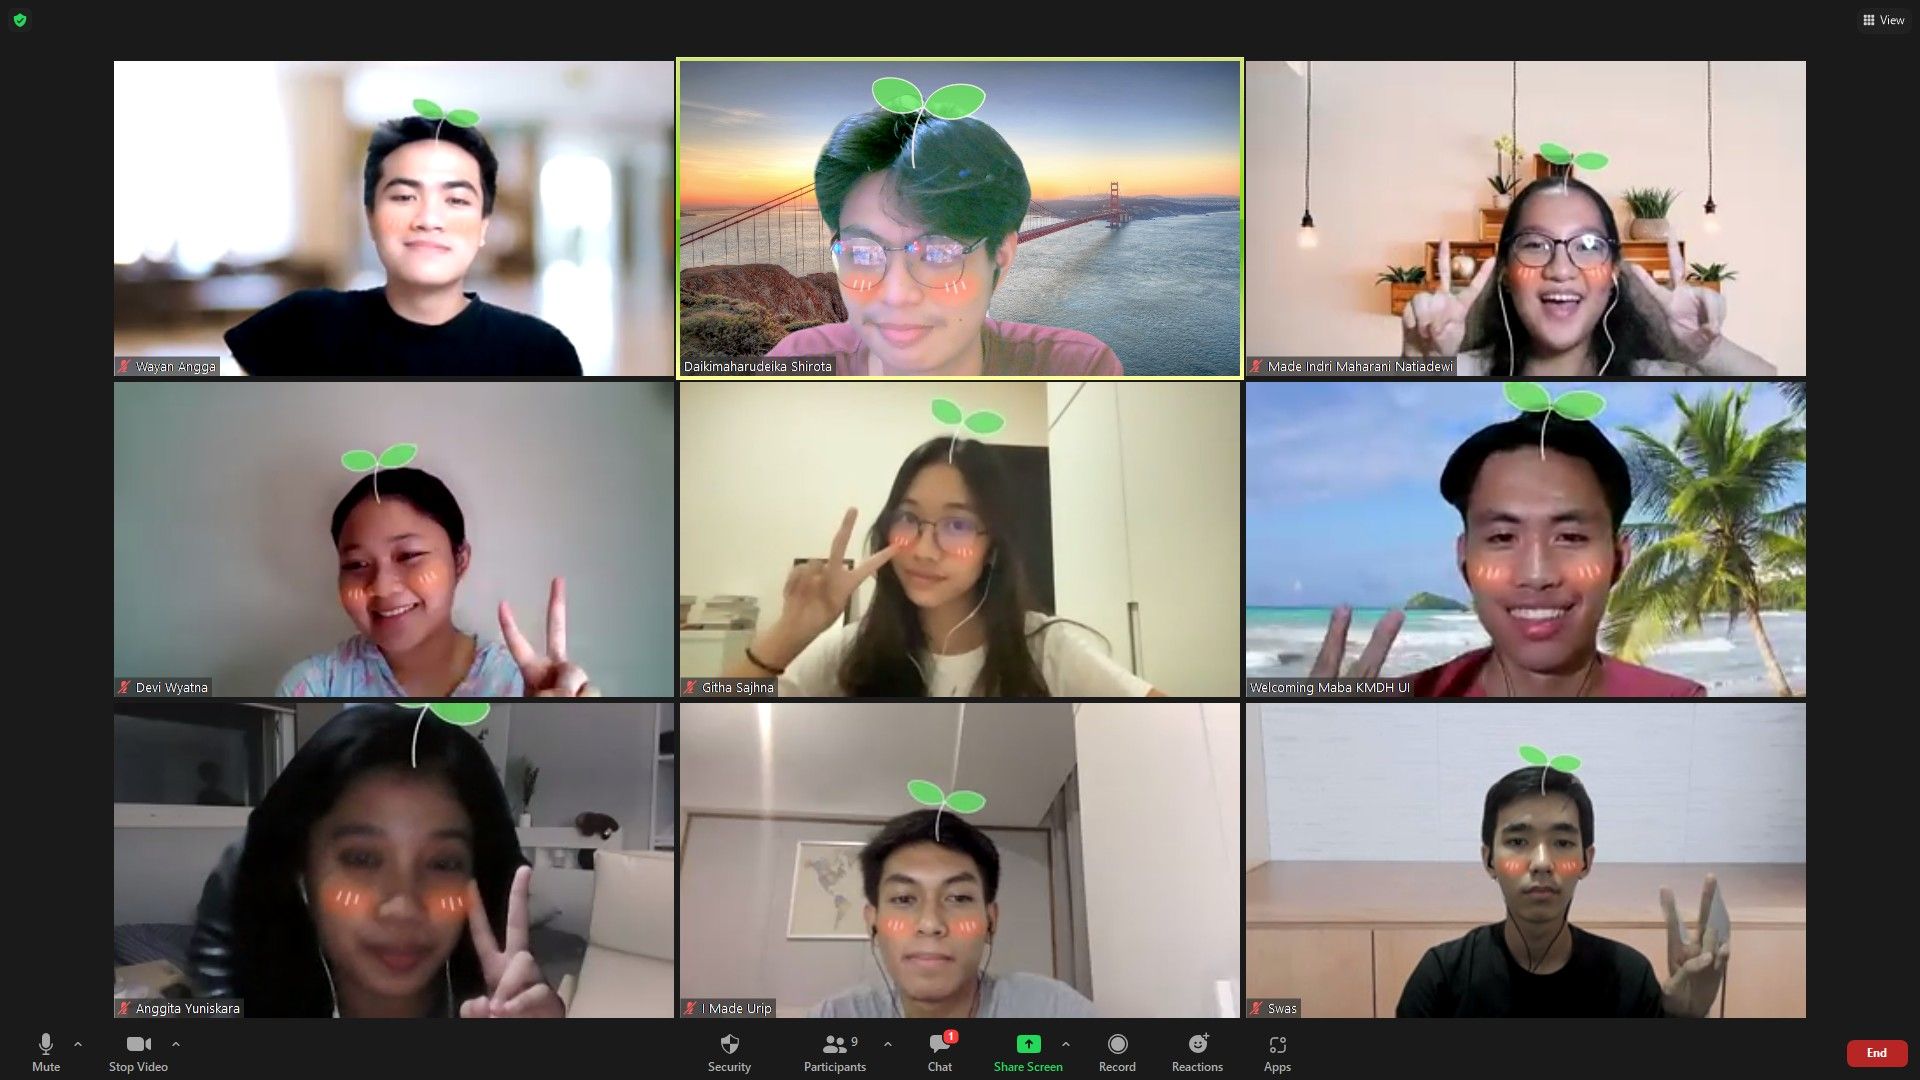 View
Wayan Angga
Daikimaharudeika Shirota
Made Indri Maharani Natiadewi
Devi Wyatna
Githa Sajhna
Welcoming Maba KMDH UI
Anggita Yuniskara
I Made Urip
Swas
Mute
Stop Video
Security
9
Participants
1
Chat
Share Screen
Record
Reactions
Apps
End